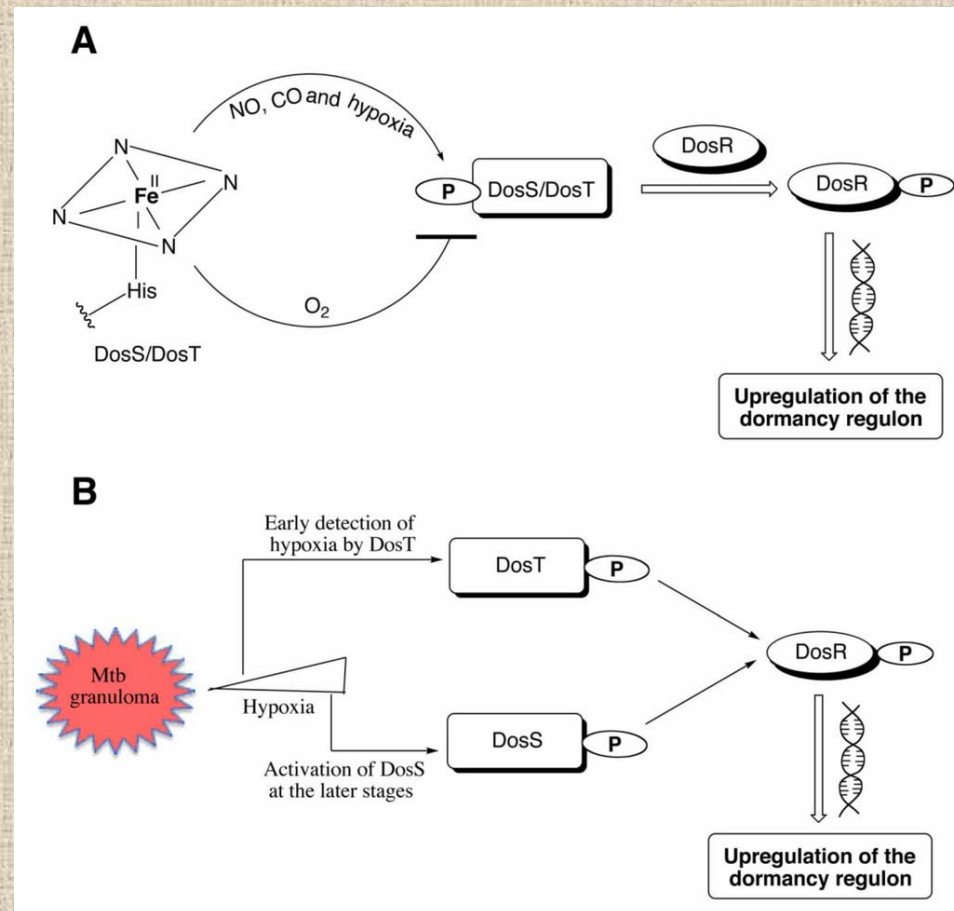 A
NO, CO and hypoxia
N
N
Fe II
N
N
His
DosS/DosT
O2
P
DosS/DosT
DosR
DosR
P
Upregulation of the
dormancy regulon
B
Early detection of
hypoxia by DosT
DosT
P
Mtb
granuloma
Hypoxia
DosR
P
DosS
P
Activation of DosS
at the later stages
Upregulation of the
dormancy regulon